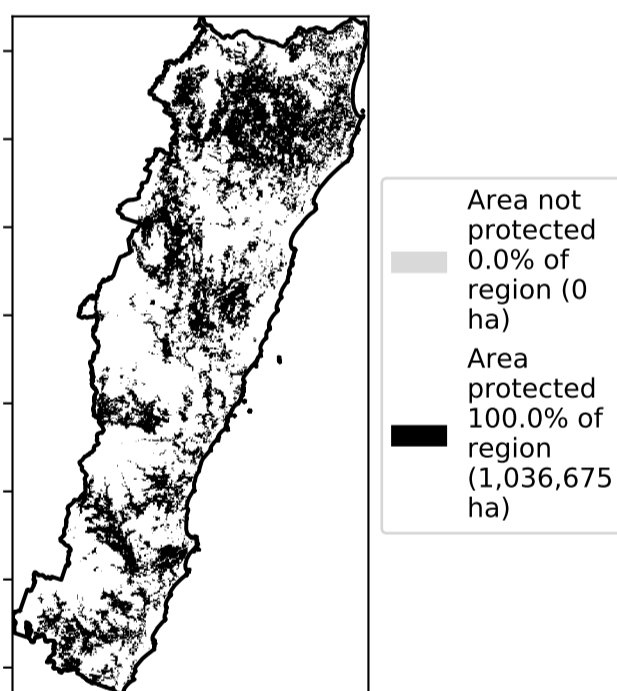 Area not
protected
0.0% of
region (0
ha)
Area
protected
100.0% of
region
(1,036,675
ha)